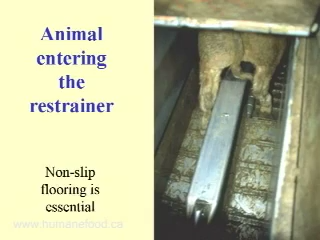 Animal
entering
the
restrainer
Non-slip
flooring is
essential
www.humanefood.ca